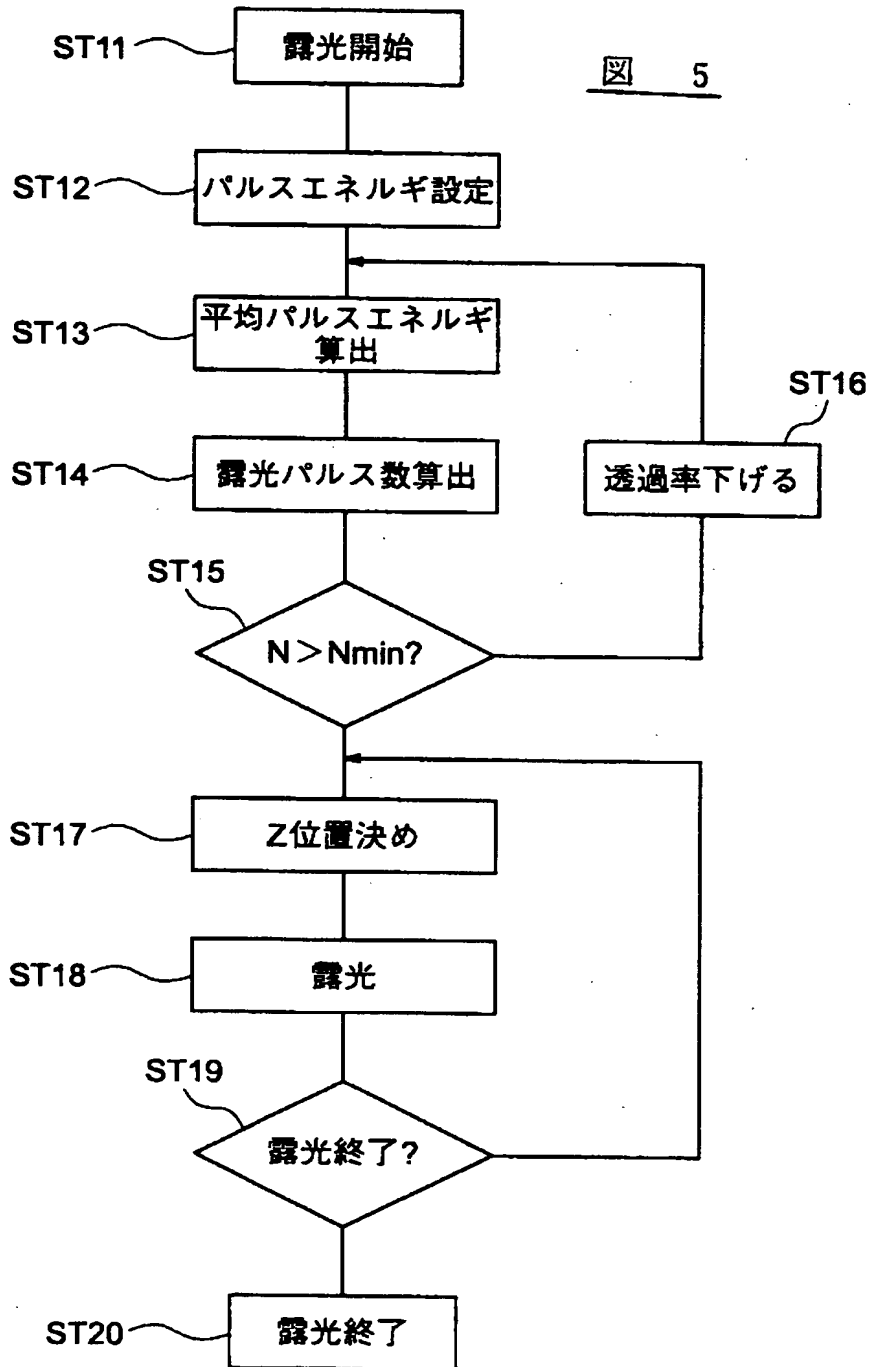 ST11
露光開始
図 5
ST12
パルスエネルギ設定
ST13
平均パルスエネルギ
算出
ST16
透過率下げる
ST14
露光パルス数算出
ST15
N>Nmin?
ST17
Z位置決め
ST18
露光
ST19
露光終了?
ST20
露光終了